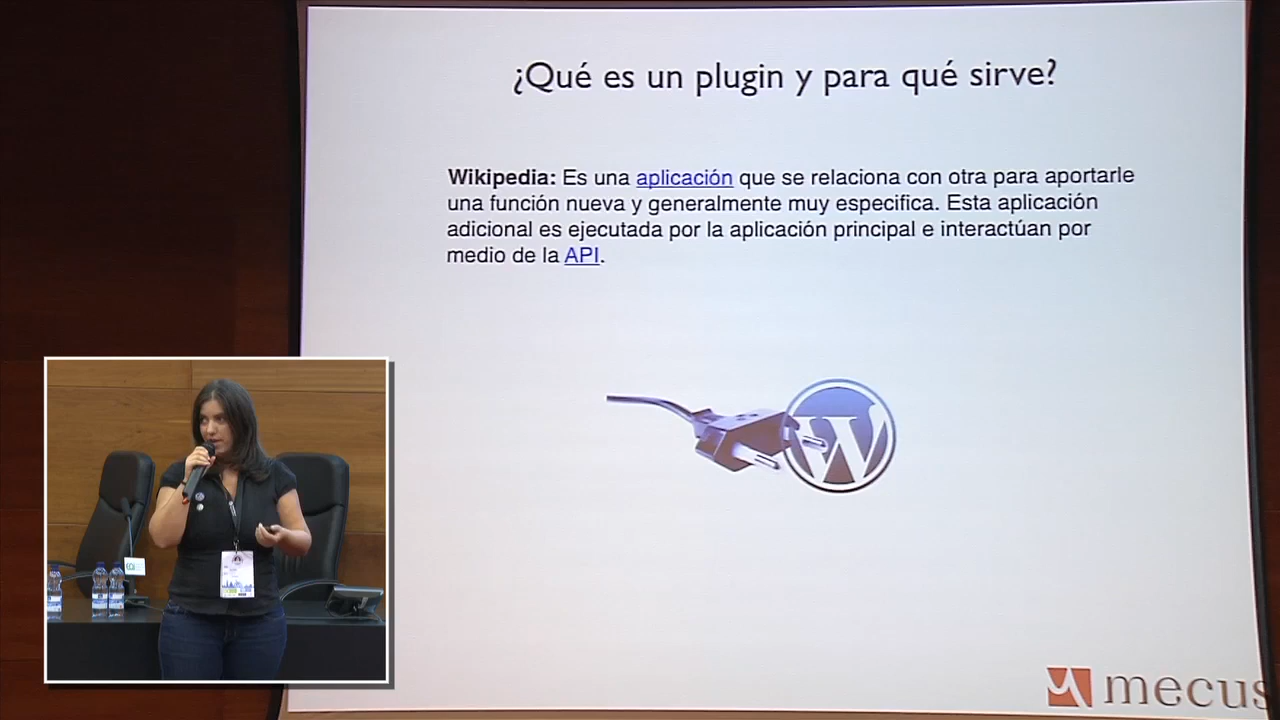 ¿Qué es un plugin y para qué sirve?
Wikipedia: Es una aplicación que se relaciona con otra para aportarle
una función nueva y generalmente muy especifica. Esta aplicación
adicional es ejecutada por la aplicación principal e interactúan por
medio de la API.
W
mecus